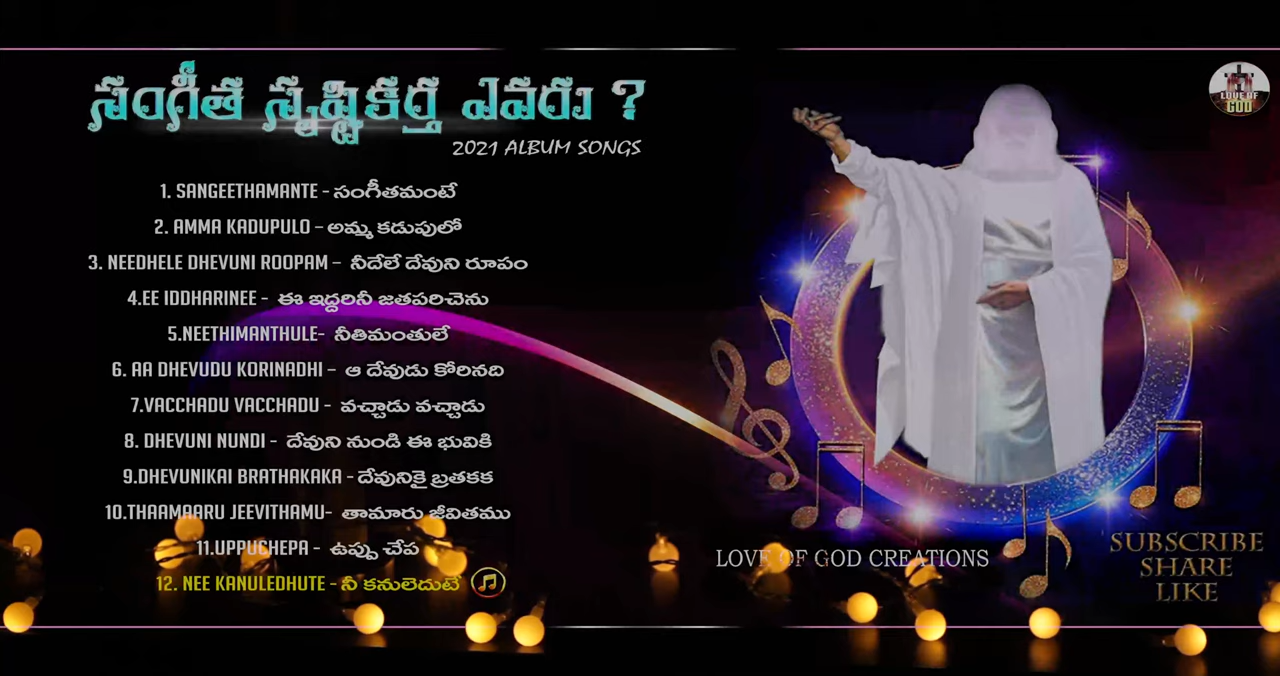 సంగీత సృష్టికర్త ఎవరు ?
2021 ALBUM SONGS
1. SANGEETHAMANTE - సంగీతమంటే
2. AMMA KADUPULO - అమ్మ కడుపులో
3. NEEDHELE DHEVUNI ROOPAM - నీదేలే దేవుని రూపం
4.EE IDDHARINEE - ఈ ఇద్దరినీ జతపరిచెను
5.NEETHIMANTHULE- నీతిమంతులే
6. AA DHEVUDU KORINADHI - ఆ దేవుడు కోరినది
7.VACCHADU VACCHADU - వచ్చాడు వచ్చాడు
8. DHEVUNI NUNDI - దేవుని నుండి ఈ భువికి
9.DHEVUNIKAI BRATHAKAKA - దేవునికై బ్రతకక
10.THAAMAARU JEEVITHAMU- తామారు జీవితము
11.UPPUCHEPA - ఉప్పు చేప
12. NEE KANULEDHUTE - నీ కనులెదుటే
LOVE OF
GOD
LOVE OF GOD CREATIONS
SUBSCRIBE
SHARE
LIKE